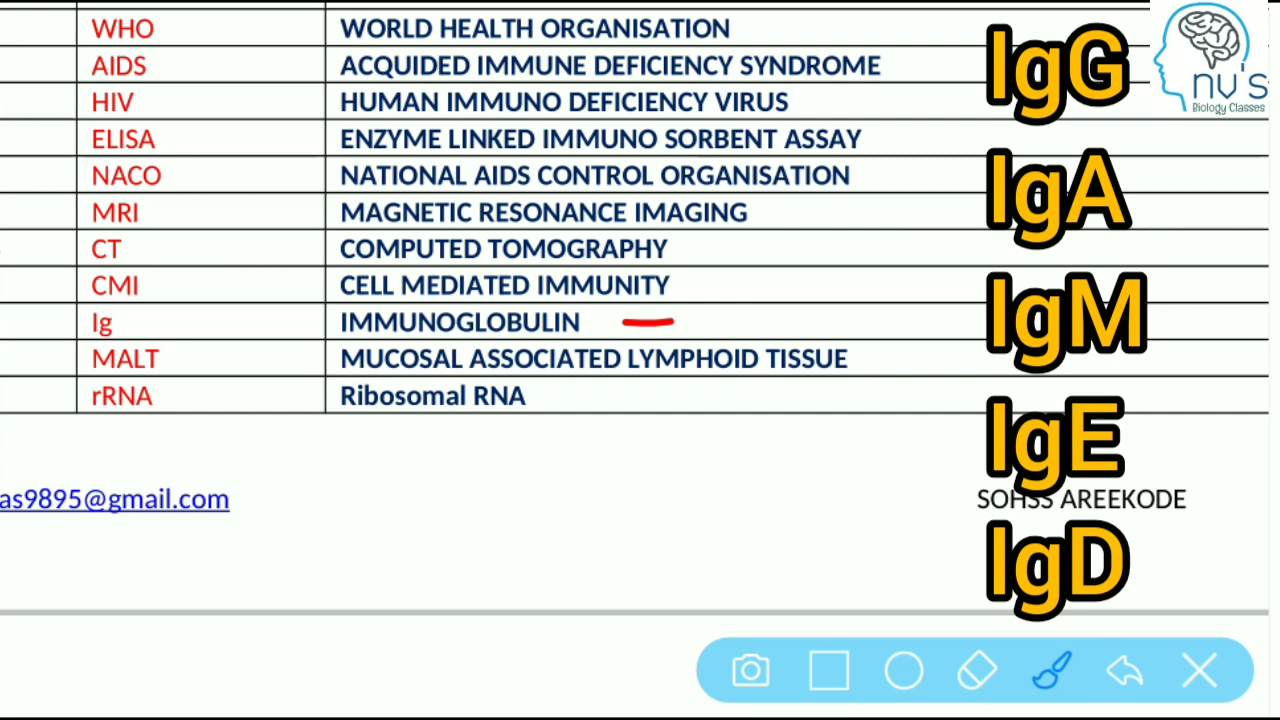 WHO WORLD HEALTH ORGANISATION
AIDS ACQUIDED IMMUNE DEFICIENCY SYNDROME
HIV HUMAN IMMUNO DEFICIENCY VIRUS
ELISA ENZYME LINKED IMMUNO SORBENT ASSAY
NACO NATIONAL AIDS CONTROL ORGANISATION
MRI MAGNETIC RESONANCE IMAGING
CT COMPUTED TOMOGRAPHY
CMI CELL MEDIATED IMMUNITY
Ig IMMUNOGLOBULIN
MALT MUCOSAL ASSOCIATED LYMPHOID TISSUE
rRNA Ribosomal RNA
as9895@gmail.com SOHSS AREEKODE
IgG
IgA
IgM
IgE
IgD
nv's
Biology Classes